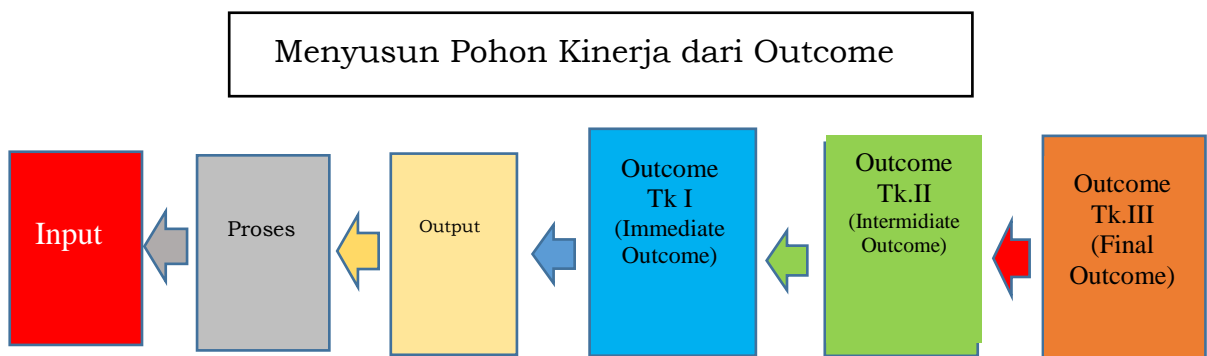 Menyusun Pohon Kinerja dari Outcome
Input
Proses
Output
Outcome
Tk I
(Immediate
Outcome)
Outcome
Tk.II
(Intermidiate
Outcome)
Outcome
Tk.III
(Final
Outcome)